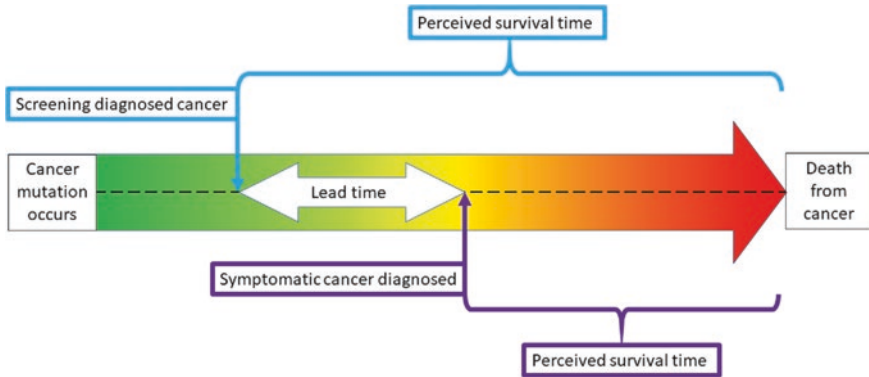 Perceived survival time
Screening diagnosed cancer
Cancer
mutation
occurs
Lead time
Death
from
cancer
Symptomatic cancer diagnosed
Perceived survival time